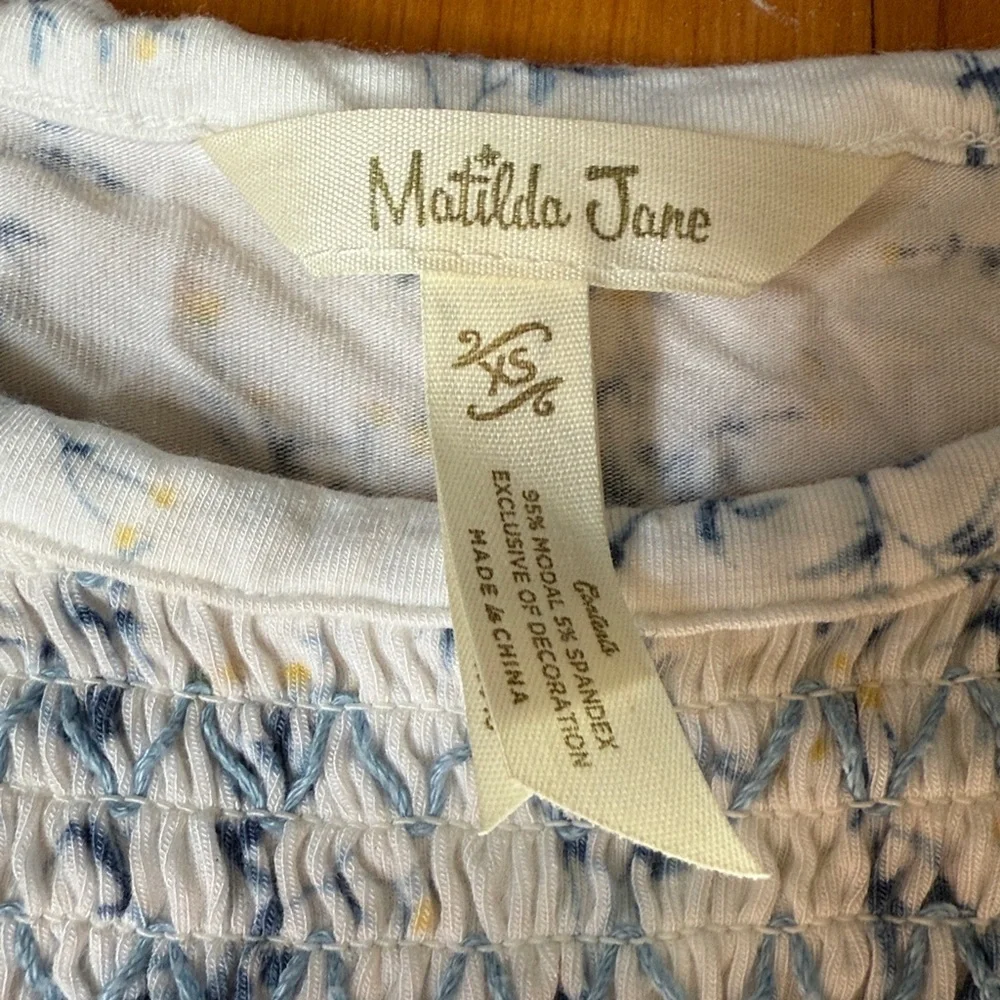 Matilda Jane
XS
Contents
95% MODAL 5% SPANDEX
EXCLUSIVE OF DECORATION
MADE in CHINA